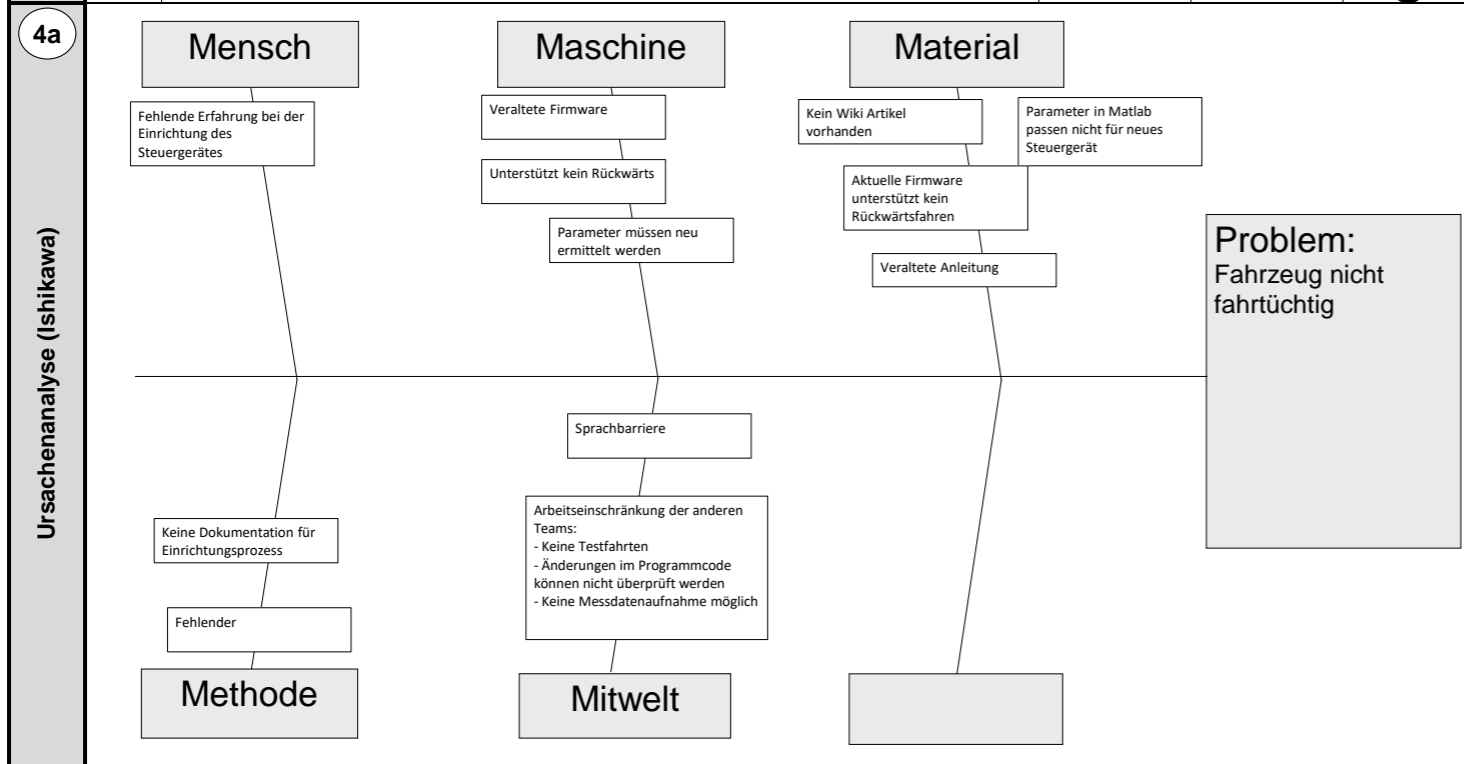 4a
Ursachenanalyse (Ishikawa)
Mensch
Fehlende Erfahrung bei der
Einrichtung des
Steuergerätes
Maschine
Veraltete Firmware
Unterstützt kein Rückwärts
Parameter müssen neu
ermittelt werden
Material
Kein Wiki Artikel
vorhanden
Parameter in Matlab
passen nicht für neues
Steuergerät
Aktuelle Firmware
unterstützt kein
Rückwärtsfahren
Veraltete Anleitung
Problem:
Fahrzeug nicht
fahrtüchtig
Keine Dokumentation für
Einrichtungsprozess
Fehlender
Methode
Sprachbarriere
Arbeitseinschränkung der anderen
Teams:
- Keine Testfahrten
- Änderungen im Programmcode
können nicht überprüft werden
- Keine Messdatenaufnahme möglich
Mitwelt